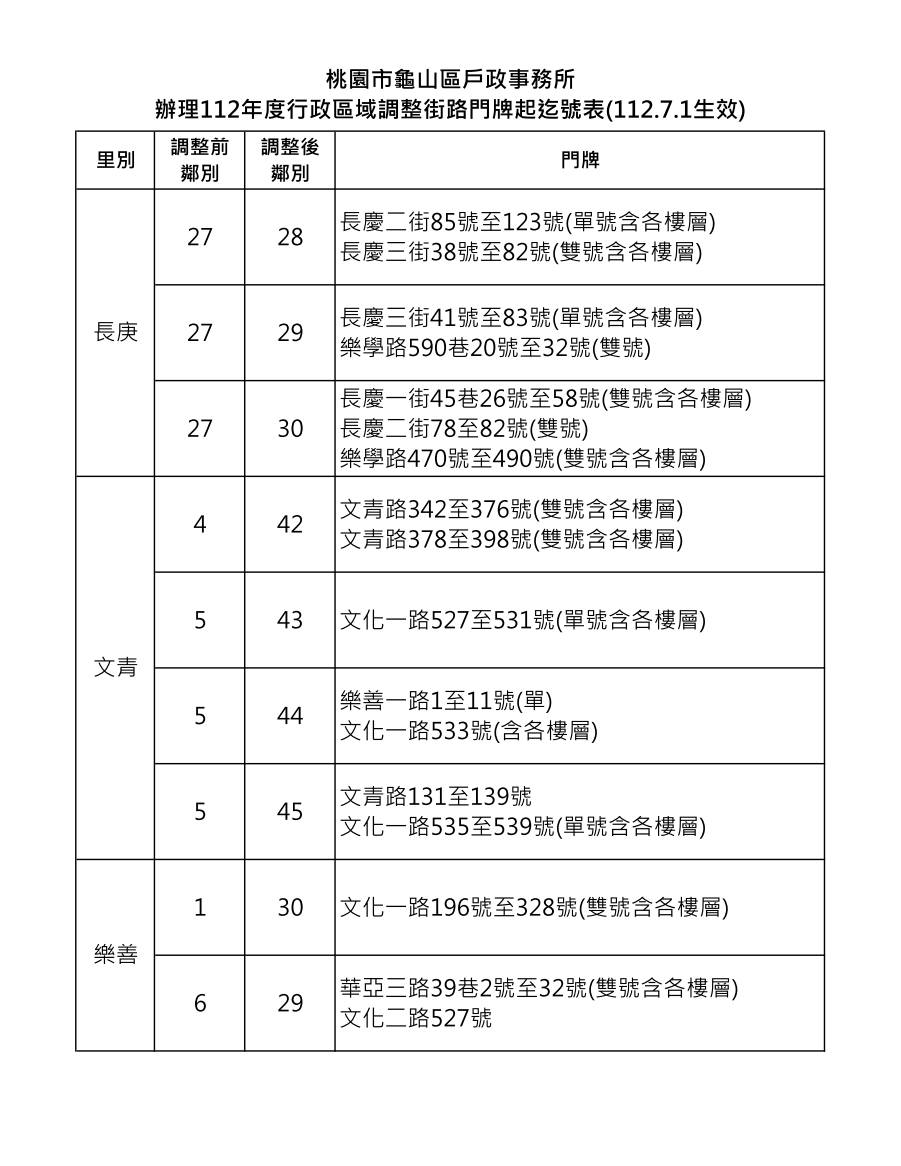 桃園市龜山區戶政事務所
辦理112年度行政區域調整街路門牌起迄號表(112.7.1生效)
里別 調整前鄰別 調整後鄰別 門牌
長庚
27 28 長慶二街85號至123號(單號含各樓層)
長慶三街38號至82號(雙號含各樓層)
27 29 長慶三街41號至83號(單號含各樓層)
樂學路590巷20號至32號(雙號)
27 30 長慶一街45巷26號至58號(雙號含各樓層)
長慶二街78至82號(雙號)
樂學路470號至490號(雙號含各樓層)
文青
4 42 文青路342至376號(雙號含各樓層)
文青路378至398號(雙號含各樓層)
5 43 文化一路527至531號(單號含各樓層)
5 44 樂善一路1至11號(單)
文化一路533號(含各樓層)
5 45 文青路131至139號
文化一路535至539號(單號含各樓層)
樂善
1 30 文化一路196號至328號(雙號含各樓層)
6 29 華亞三路39巷2號至32號(雙號含各樓層)
文化二路527號